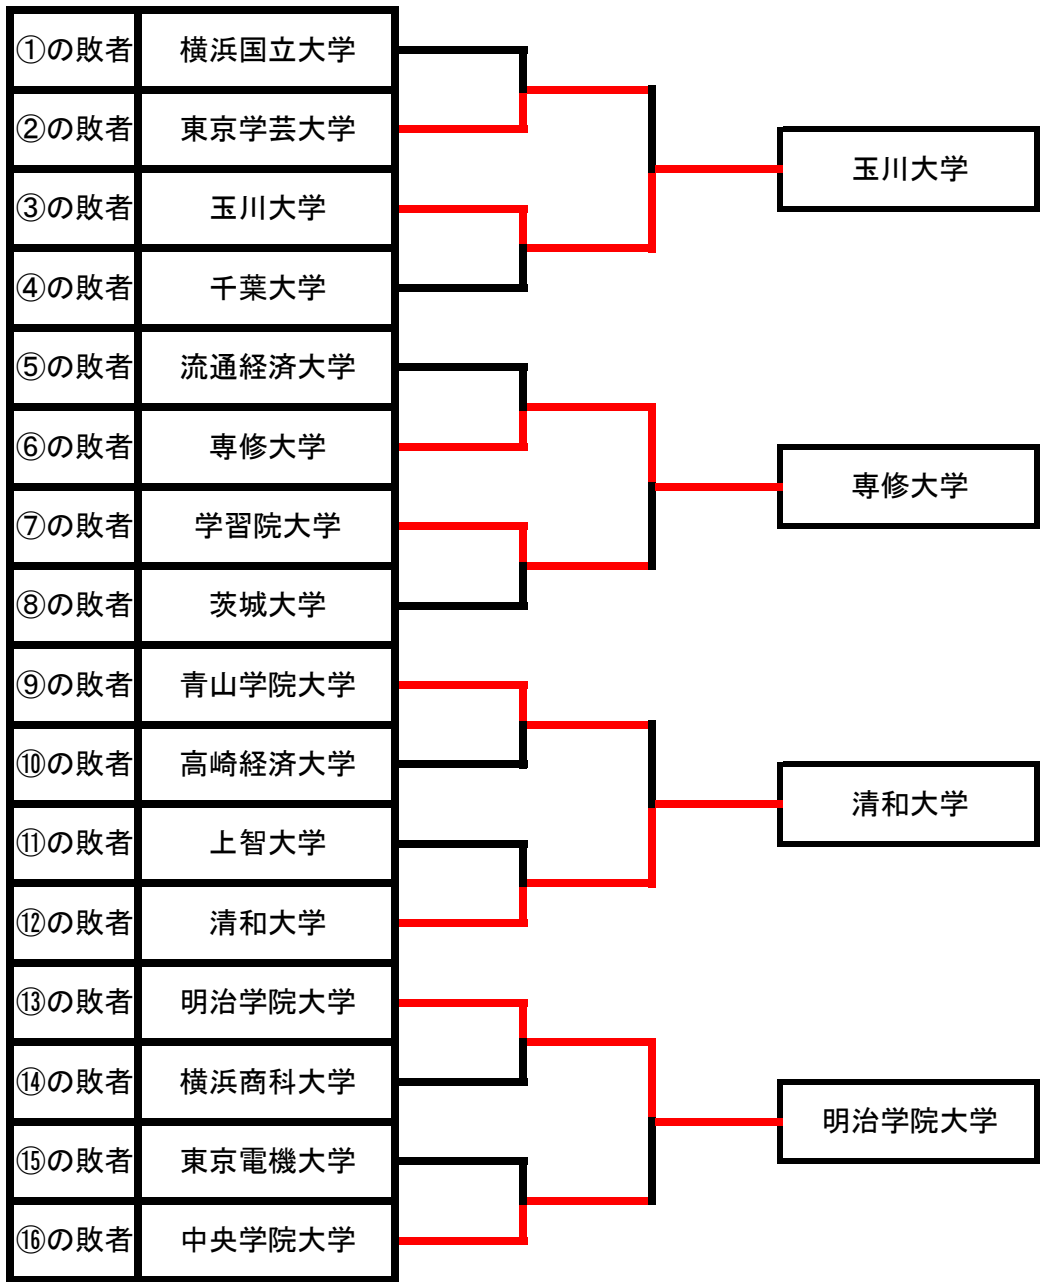 ①の敗者 横浜国立大学
②の敗者 東京学芸大学
玉川大学
③の敗者 玉川大学
④の敗者 千葉大学
⑤の敗者 流通経済大学
⑥の敗者 専修大学
専修大学
⑦の敗者 学習院大学
⑧の敗者 茨城大学
⑨の敗者 青山学院大学
⑩の敗者 高崎経済大学
清和大学
⑪の敗者 上智大学
⑫の敗者 清和大学
⑬の敗者 明治学院大学
⑭の敗者 横浜商科大学
明治学院大学
⑮の敗者 東京電機大学
⑯の敗者 中央学院大学